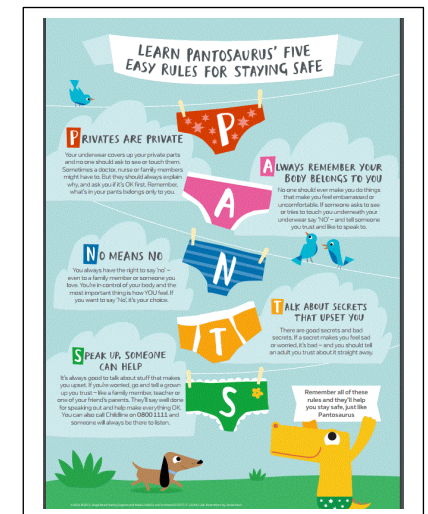 LEARN PANTOSAURUS' FIVE
EASY RULES FOR STAYING SAFE
P
PRIVATES ARE PRIVATE
Your underwear covers up your private parts
and no one should ask to see or touch them.
Sometimes a doctor, nurse or family members
might have to. But they should always explain
why, and ask you if it's OK first. Remember,
what's in your pants belongs only to you.
A
ALWAYS REMEMBER YOUR
BODY BELONGS TO YOU
No one should ever make you do things
that make you feel embarrassed or
uncomfortable. If someone asks to see
or tries to touch you underneath your
underwear say 'NO' – and tell someone
you trust and like to speak to.
N
NO MEANS NO
You always have the right to say 'no' –
even to a family member or someone you
love. You're in control of your body and the
most important thing is how YOU feel. If
you want to say 'No', it's your choice.
T
TALK ABOUT SECRETS
THAT UPSET YOU
There are good secrets and bad
secrets. If a secret makes you feel sad
or worried, it's bad – and you should tell
an adult you trust about it straight away.
S
SPEAK UP, SOMEONE
CAN HELP
It's always good to talk about stuff that makes
you upset. If you're worried, go and tell a grown
up you trust – like a family member, teacher or
one of your friend's parents. They'll say well done
for speaking out and help make everything OK.
You can also call Childline on 0800 1111 and
someone will always be there to listen.
Remember all of these
rules and they'll help
you stay safe, just like
Pantosaurus